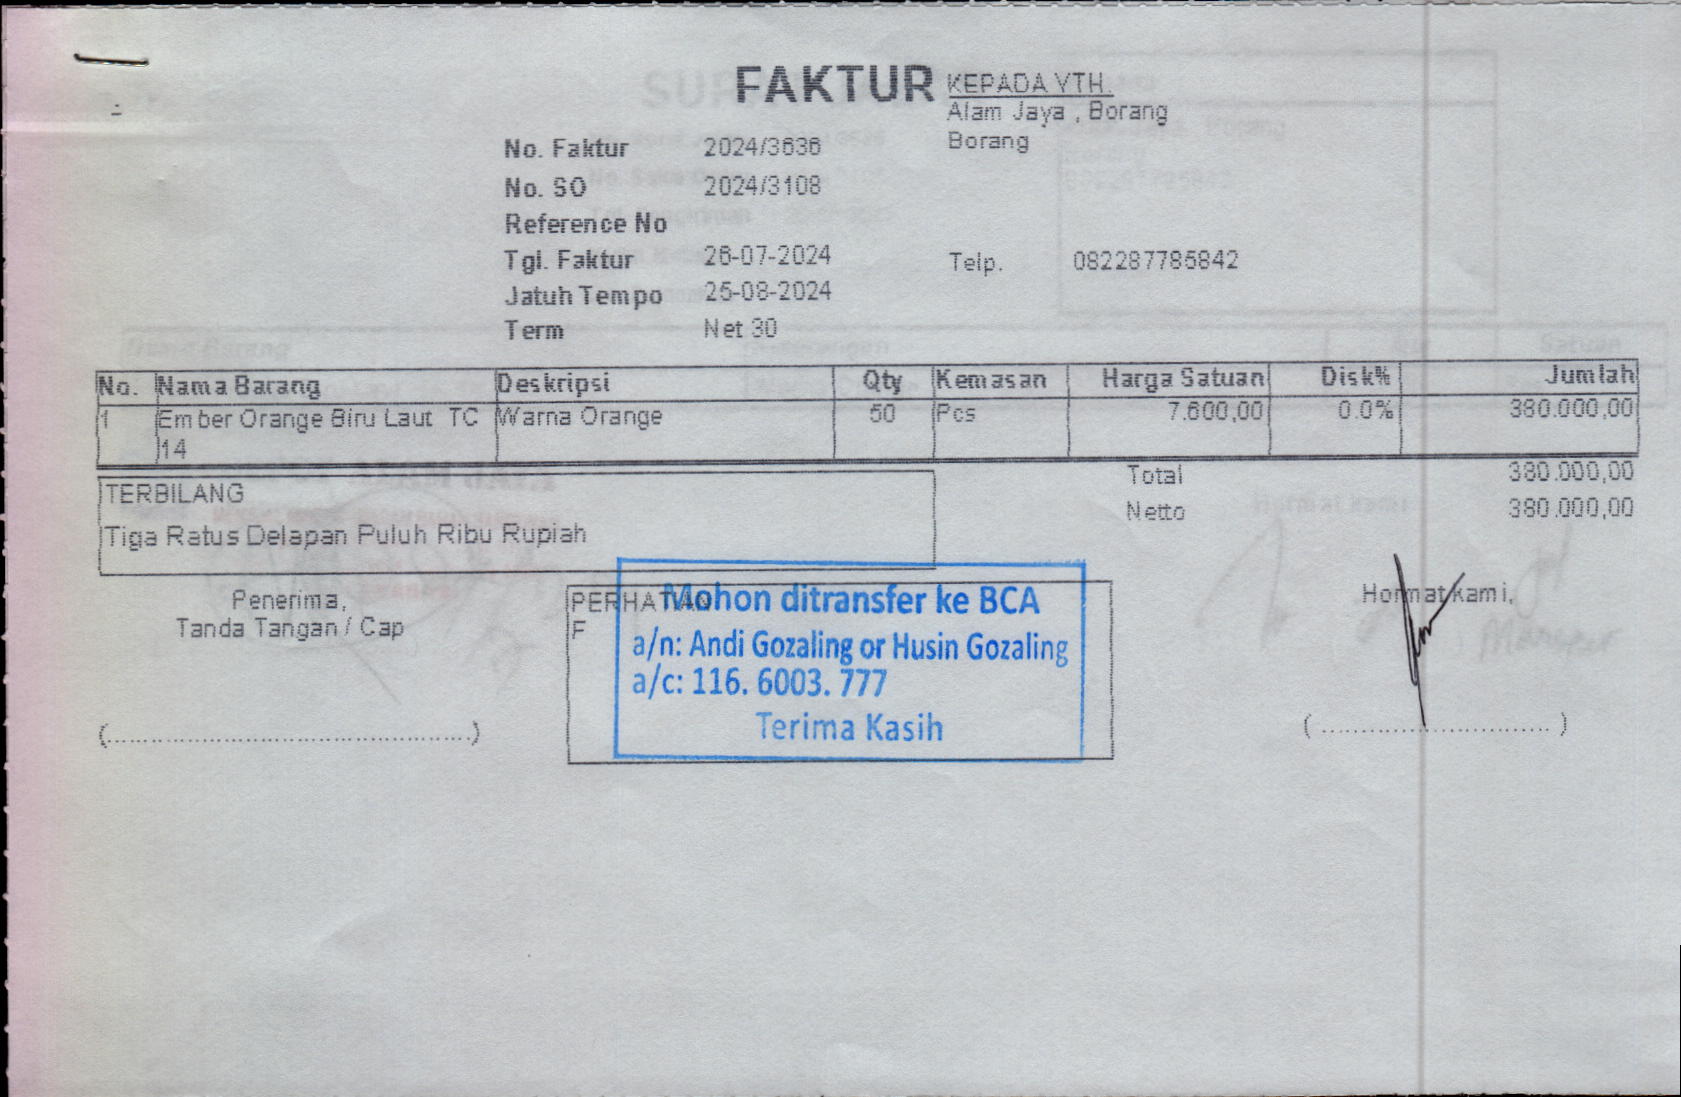 FAKTUR
KEPADA YTH.
Alam Jaya , Borang
Borang
No. Faktur 2024/3636
No. SO 2024/3108
Reference No
Tgl. Faktur 26-07-2024
Telp. 082287785842
Jatuh Tempo 25-08-2024
Term Net 30
No. Nama Barang Deskripsi Qty Kemasan Harga Satuan Disk% Jumlah
1 Ember Orange Biru Laut TC Warna Orange 50 Pcs 7.600,00 0.0% 380.000,00
14
Total 380.000,00
Netto 380.000,00
TERBILANG
Tiga Ratus Delapan Puluh Ribu Rupiah
Penerima,
Tanda Tangan / Cap
(..............................................)
PERHATIAN
F
Mohon ditransfer ke BCA
a/n: Andi Gozaling or Husin Gozaling
a/c: 116. 6003. 777
Terima Kasih
Hormat kami,
( ............................. )